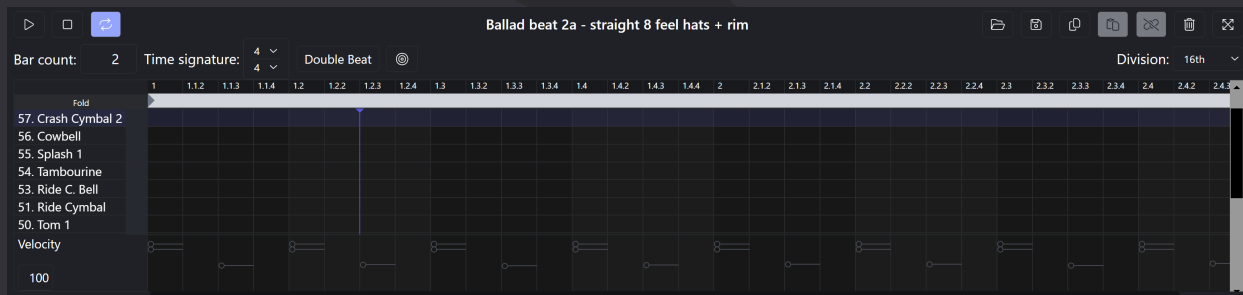 Ballad beat 2a - straight 8 feel hats + rim
Bar count: 2 Time signature: 4 4 Double Beat Division: 16th
1 1.1.2 1.1.3 1.1.4 1.2 1.2.2 1.2.3 1.2.4 1.3 1.3.2 1.3.3 1.3.4 1.4 1.4.2 1.4.3 1.4.4 2 2.1.2 2.1.3 2.1.4 2.2 2.2.2 2.2.3 2.2.4 2.3 2.3.2 2.3.3 2.3.4 2.4 2.4.2 2.4.3
Fold
57. Crash Cymbal 2
56. Cowbell
55. Splash 1
54. Tambourine
53. Ride C. Bell
51. Ride Cymbal
50. Tom 1
Velocity
100